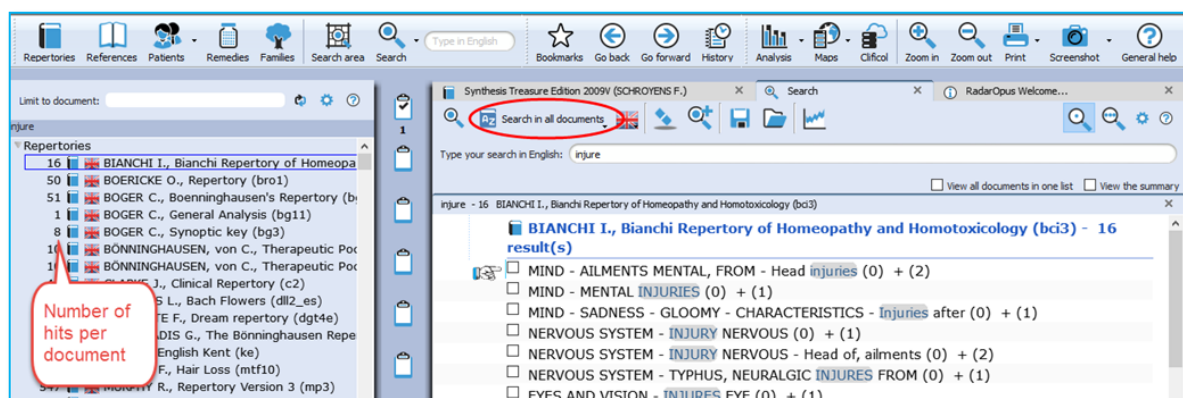 Repertories References Patients Remedies Families Search area Search Type in English Bookmarks Go back Go forward History Analysis Maps Clificol Zoom in Zoom out Print Screenshot General help
Limit to document:
injure
Repertories
16 BIANCHI I., Bianchi Repertory of Homeopa
50 BOERICKE O., Repertory (bro1)
51 BOGER C., Boenninghausen's Repertory (b
1 BOGER C., General Analysis (bg11)
8 BOGER C., Synoptic key (bg3)
BÖNNINGHAUSEN, von C., Therapeutic Poc
BÖNNINGHAUSEN, von C., Therapeutic Poc
J., Clinical Repertory (c2)
S L., Bach Flowers (dll2_es)
TE F., Dream repertory (dgt4e)
DIS G., The Bönninghausen Repe
English Kent (ke)
F., Hair Loss (mtf10)
R., Repertory Version 3 (mp3)
Number of
hits per
document
1
Synthesis Treasure Edition 2009V (SCHROYENS F.) Search RadarOpus Welcome...
Search in all documents
Type your search in English: injure
View all documents in one list View the summary
injure - 16 BIANCHI I., Bianchi Repertory of Homeopathy and Homotoxicology (bci3)
BIANCHI I., Bianchi Repertory of Homeopathy and Homotoxicology (bci3) - 16
result(s)
MIND - AILMENTS MENTAL, FROM - Head injuries (0) + (2)
MIND - MENTAL INJURIES (0) + (1)
MIND - SADNESS - GLOOMY - CHARACTERISTICS - Injuries after (0) + (1)
NERVOUS SYSTEM - INJURY NERVOUS (0) + (1)
NERVOUS SYSTEM - INJURY NERVOUS - Head of, ailments (0) + (2)
NERVOUS SYSTEM - TYPHUS, NEURALGIC INJURES FROM (0) + (1)
EYES AND VISION - INJURES EYE (0) + (1)